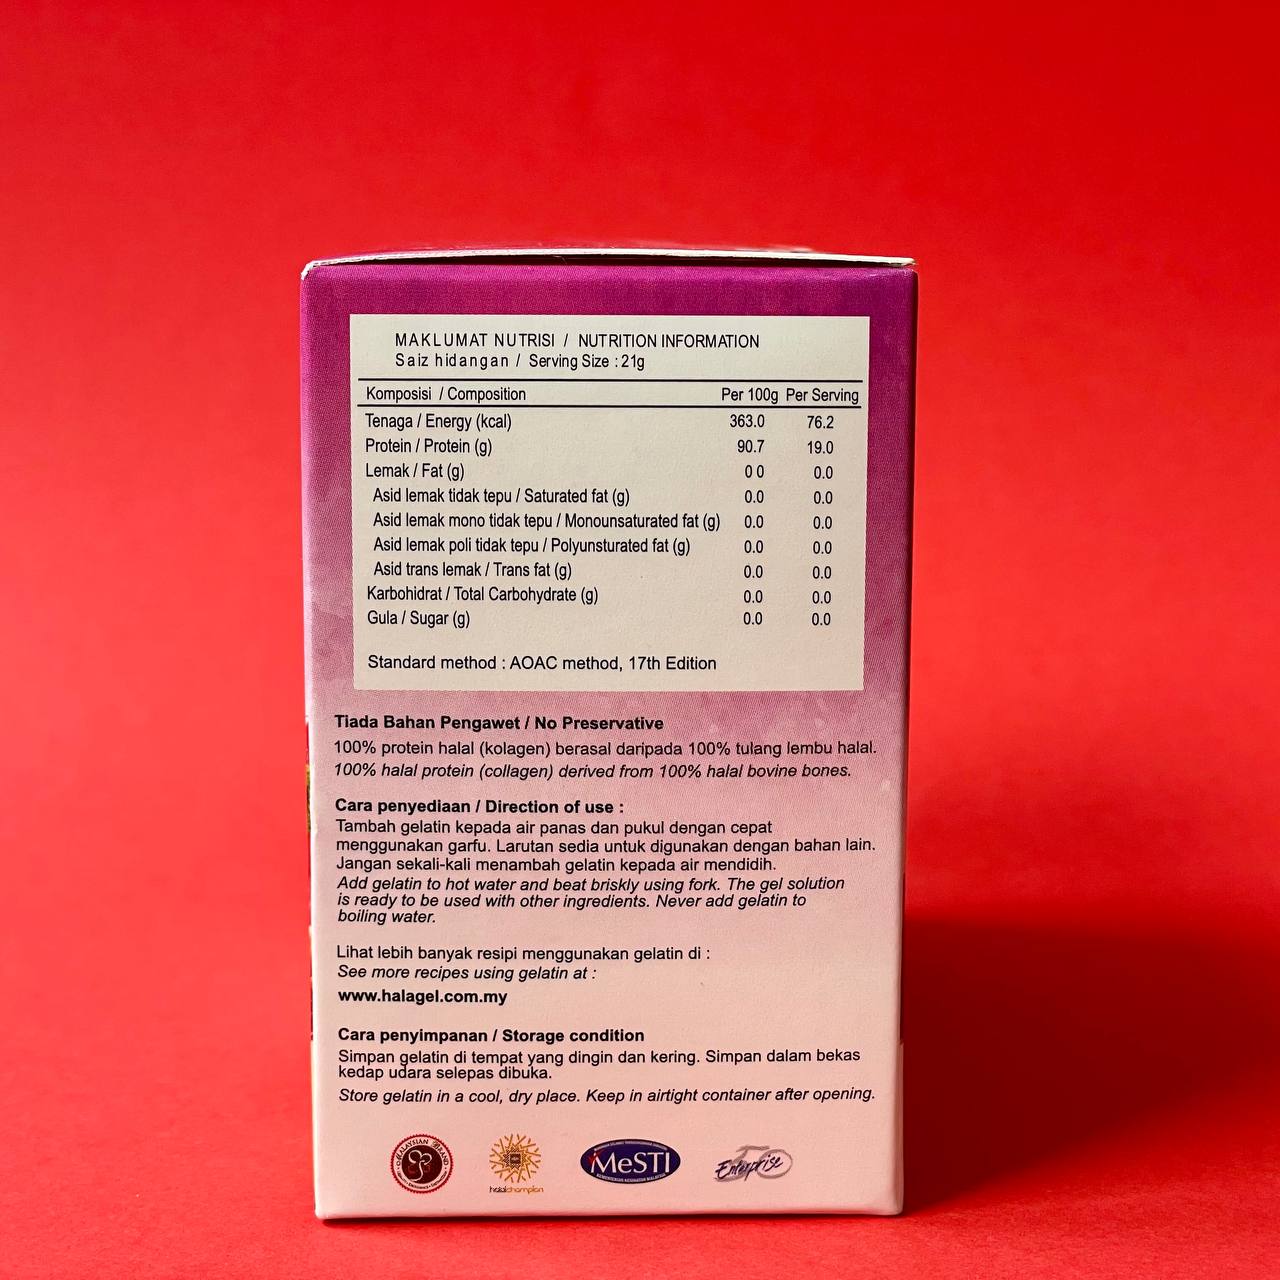 MAKLUMAT NUTRISI / NUTRITION INFORMATION
Saiz hidangan / Serving Size : 21g
Komposisi / Composition Per 100g Per Serving
Tenaga / Energy (kcal) 363.0 76.2
Protein / Protein (g) 90.7 19.0
Lemak / Fat (g) 0 0 0.0
Asid lemak tidak tepu / Saturated fat (g) 0.0 0.0
Asid lemak mono tidak tepu / Monounsaturated fat (g) 0.0 0.0
Asid lemak poli tidak tepu / Polyunsturated fat (g) 0.0 0.0
Asid trans lemak / Trans fat (g) 0.0 0.0
Karbohidrat / Total Carbohydrate (g) 0.0 0.0
Gula / Sugar (g) 0.0 0.0
Standard method : AOAC method, 17th Edition
Tiada Bahan Pengawet / No Preservative
100% protein halal (kolagen) berasal daripada 100% tulang lembu halal.
100% halal protein (collagen) derived from 100% halal bovine bones.
Cara penyediaan / Direction of use :
Tambah gelatin kepada air panas dan pukul dengan cepat
menggunakan garfu. Larutan sedia untuk digunakan dengan bahan lain.
Jangan sekali-kali menambah gelatin kepada air mendidih.
Add gelatin to hot water and beat briskly using fork. The gel solution
is ready to be used with other ingredients. Never add gelatin to
boiling water.
Lihat lebih banyak resipi menggunakan gelatin di :
See more recipes using gelatin at :
www.halagel.com.my
Cara penyimpanan / Storage condition
Simpan gelatin di tempat yang dingin dan kering. Simpan dalam bekas
kedap udara selepas dibuka.
Store gelatin in a cool, dry place. Keep in airtight container after opening.
MALAYSIAN BRAND
halalchampion
MeSTI
Enterprise 50